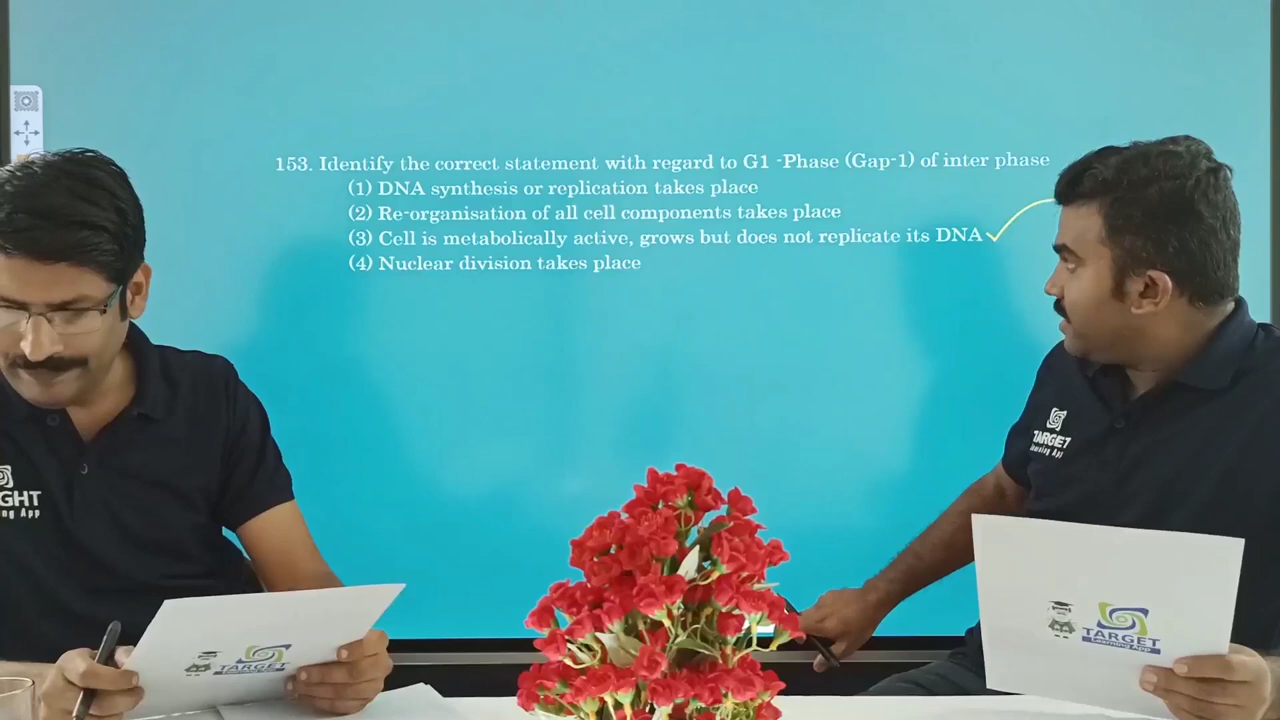 153. Identify the correct statement with regard to G1 -Phase (Gap-1) of inter phase
(1) DNA synthesis or replication takes place
(2) Re-organisation of all cell components takes place
(3) Cell is metabolically active, grows but does not replicate its DNA
(4) Nuclear division takes place
GHT
ng App
TARGET
Learning App
TARGET
Learning App
TARGET
Learning App